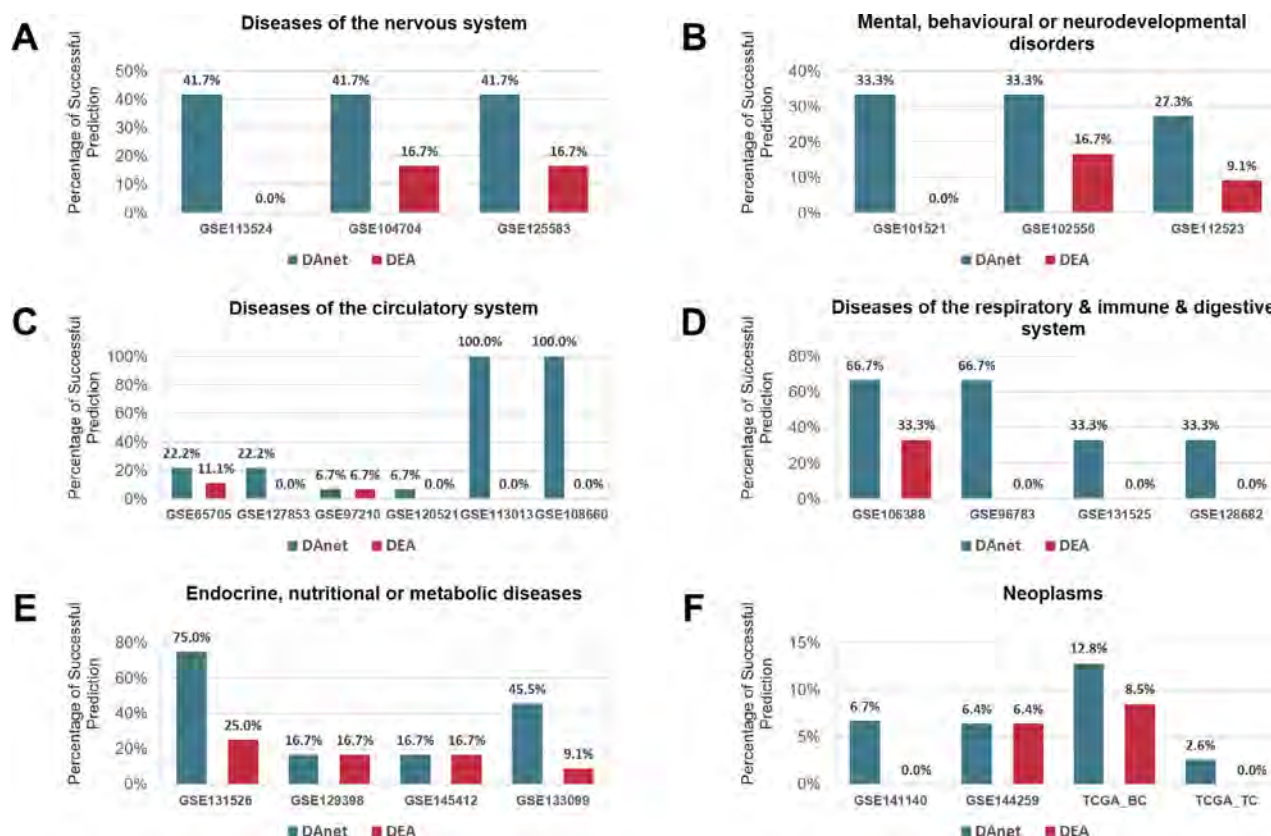 A
Diseases of the nervous system
Percentage of Successful
Prediction
50%
40%
30%
20%
10%
0%
41.7%
0.0%
41.7%
16.7%
41.7%
16.7%
GSE113524
GSE104704
GSE125583
DAnet
DEA
B
Mental, behavioural or neurodevelopmental
disorders
Percentage of Successful
Prediction
40%
30%
20%
10%
0%
33.3%
0.0%
33.3%
16.7%
27.3%
9.1%
GSE101521
GSE102556
GSE112523
DAnet
DEA
C
Diseases of the circulatory system
Percentage of Successful
Prediction
100%
80%
60%
40%
20%
0%
22.2%
11.1%
22.2%
0.0%
6.7%
6.7%
6.7%
0.0%
100.0%
0.0%
100.0%
0.0%
GSE65705
GSE127853
GSE97210
GSE120521
GSE113013
GSE108660
DAnet
DEA
D
Diseases of the respiratory & immune & digestive
system
Percentage of Successful
Prediction
80%
60%
40%
20%
0%
66.7%
33.3%
66.7%
0.0%
33.3%
0.0%
33.3%
0.0%
GSE106388
GSE96783
GSE131525
GSE128682
DAnet
DEA
E
Endocrine, nutritional or metabolic diseases
Percentage of Successful
Prediction
80%
60%
40%
20%
0%
75.0%
25.0%
16.7%
16.7%
16.7%
16.7%
45.5%
9.1%
GSE131526
GSE129398
GSE145412
GSE133099
DAnet
DEA
F
Neoplasms
Percentage of Successful
Prediction
15%
10%
5%
0%
6.7%
0.0%
6.4%
6.4%
12.8%
8.5%
2.6%
0.0%
GSE141140
GSE144259
TCGA_BC
TCGA_TC
DAnet
DEA